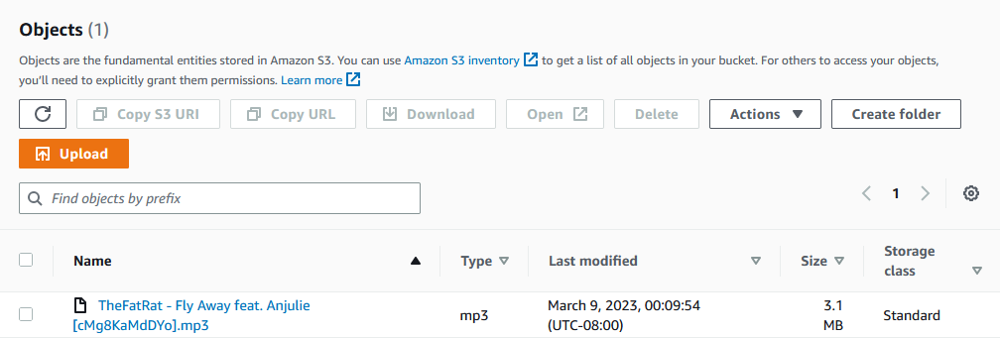 Objects (1)
Objects are the fundamental entities stored in Amazon S3. You can use Amazon S3 inventory to get a list of all objects in your bucket. For others to access your objects,
you'll need to explicitly grant them permissions. Learn more
Copy S3 URI Copy URL Download Open Delete Actions Create folder
Upload
Find objects by prefix 1
Name Type Last modified Size Storage
class
TheFatRat - Fly Away feat. Anjulie March 9, 2023, 00:09:54 3.1
[cMg8KaMdDYo].mp3 mp3 (UTC-08:00) MB Standard